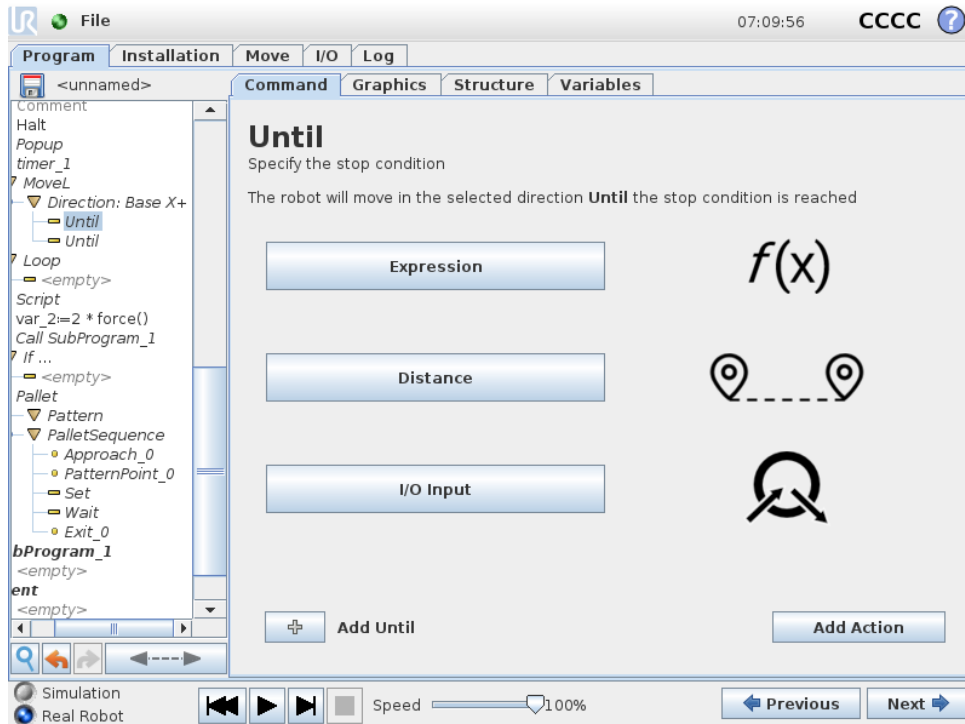 UR File 07:09:56 CCCC ?
Program Installation Move I/O Log
<unnamed> Command Graphics Structure Variables
Comment
Halt
Popup
timer_1
MoveL
Direction: Base X+
Until
Until
Loop
<empty>
Script
var_2:=2 * force()
Call SubProgram_1
If ...
<empty>
Pallet
Pattern
PalletSequence
Approach_0
PatternPoint_0
Set
Wait
Exit_0
bProgram_1
<empty>
ent
<empty>
Until
Specify the stop condition
The robot will move in the selected direction Until the stop condition is reached
Expression f(x)
Distance
I/O Input
Add Until Add Action
Simulation
Real Robot
Speed 100% Previous Next